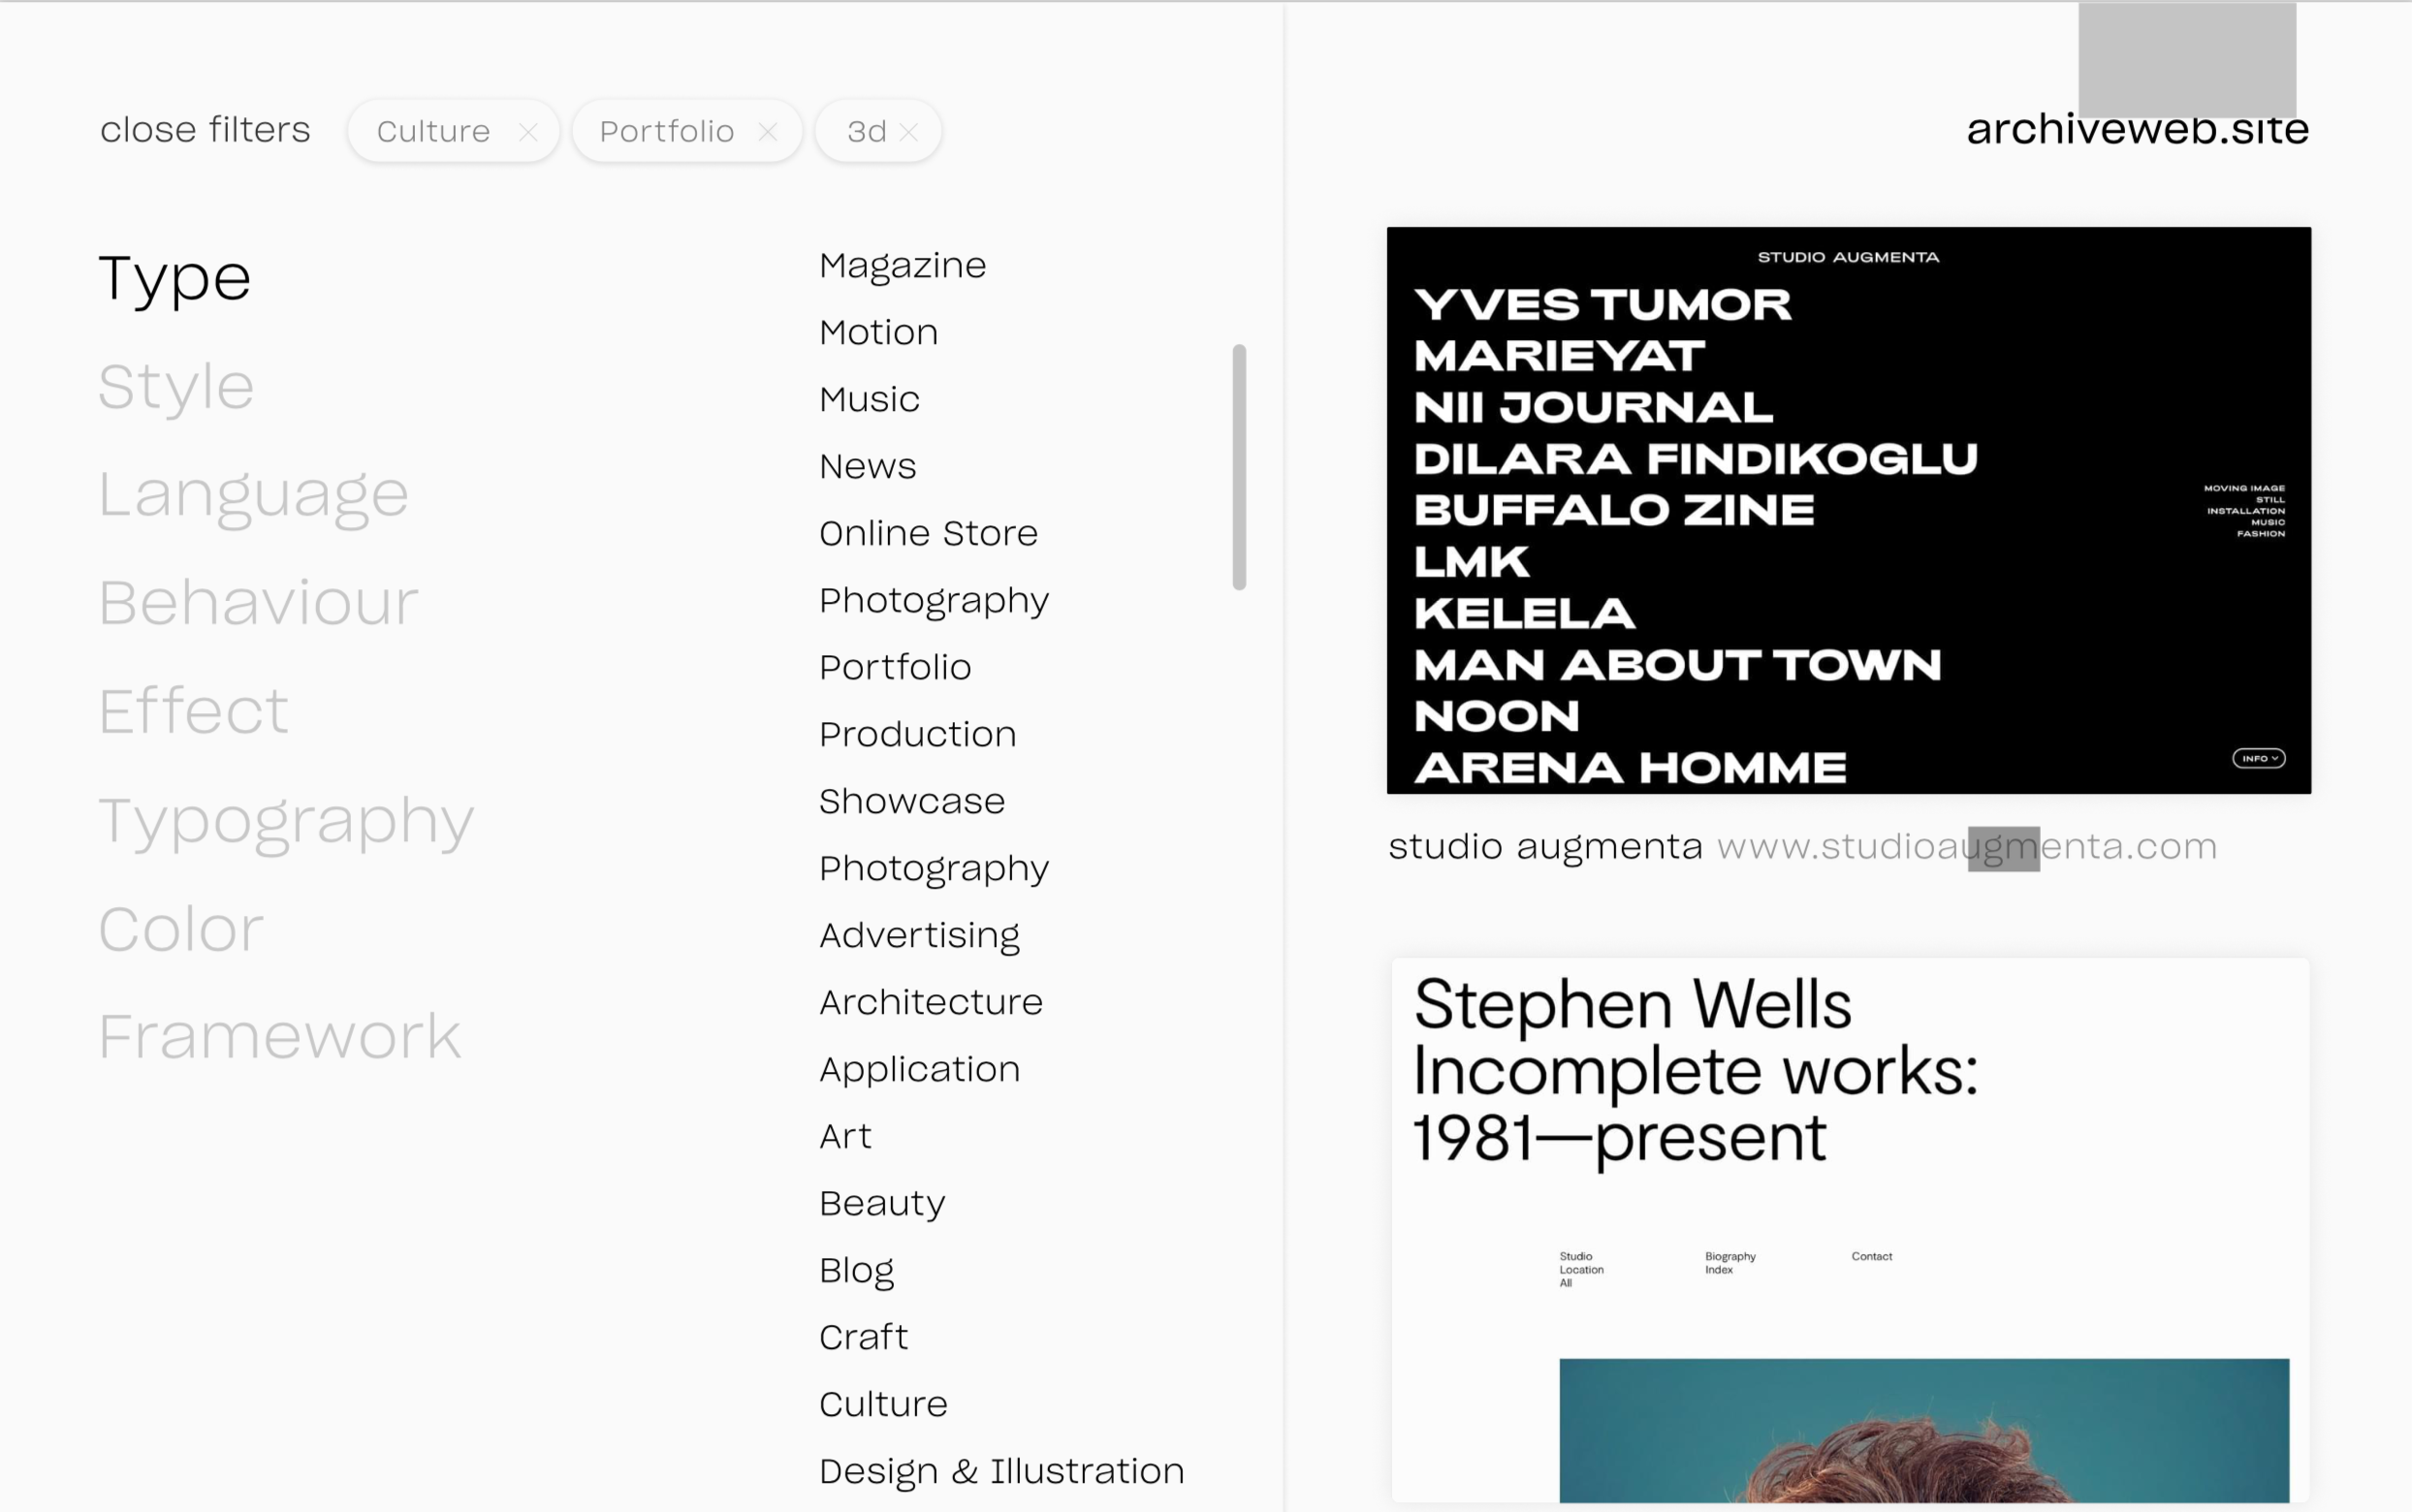 close filters
Culture
Portfolio
3d
archiveweb.site
Type
Style
Language
Behaviour
Effect
Typography
Color
Framework
Magazine
Motion
Music
News
Online Store
Photography
Portfolio
Production
Showcase
Photography
Advertising
Architecture
Application
Art
Beauty
Blog
Craft
Culture
Design & Illustration
STUDIO AUGMENTA
YVES TUMOR
MARIEYAT
NII JOURNAL
DILARA FINDIKOGLU
BUFFALO ZINE
LMK
KELELA
MAN ABOUT TOWN
NOON
ARENA HOMME
MOVING IMAGE
STILL
INSTALLATION
MUSIC
FASHION
INFO
studio augmenta www.studioaugmenta.com
Stephen Wells
Incomplete works:
1981—present
Studio
Location
All
Biography
Index
Contact